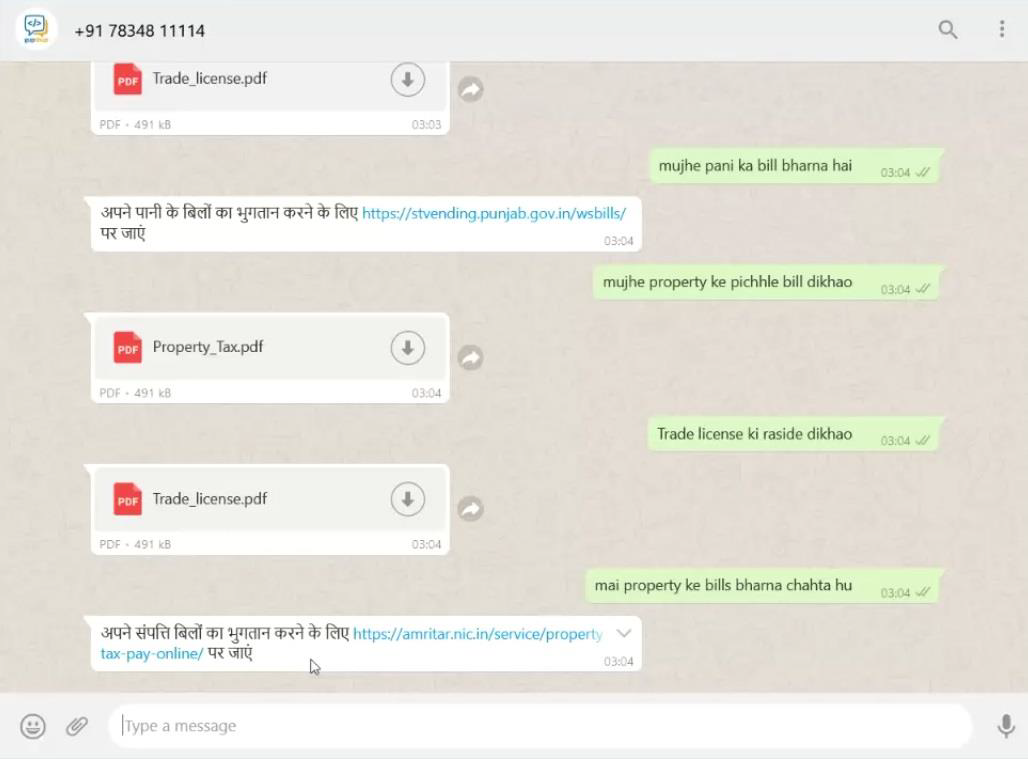 +91 78348 11114
PDF Trade_license.pdf
PDF • 491 kB 03:03
mujhe pani ka bill bharna hai 03:04
अपने पानी के बिलों का भुगतान करने के लिए https://stvending.punjab.gov.in/wsbills/
पर जाएं
03:04
mujhe property ke pichhle bill dikhao 03:04
PDF Property_Tax.pdf
PDF • 491 kB 03:04
Trade license ki raside dikhao 03:04
PDF Trade_license.pdf
PDF • 491 kB 03:04
mai property ke bills bharna chahta hu 03:04
अपने संपत्ति बिलों का भुगतान करने के लिए https://amritar.nic.in/service/property
tax-pay-online/ पर जाएं
03:04
Type a message